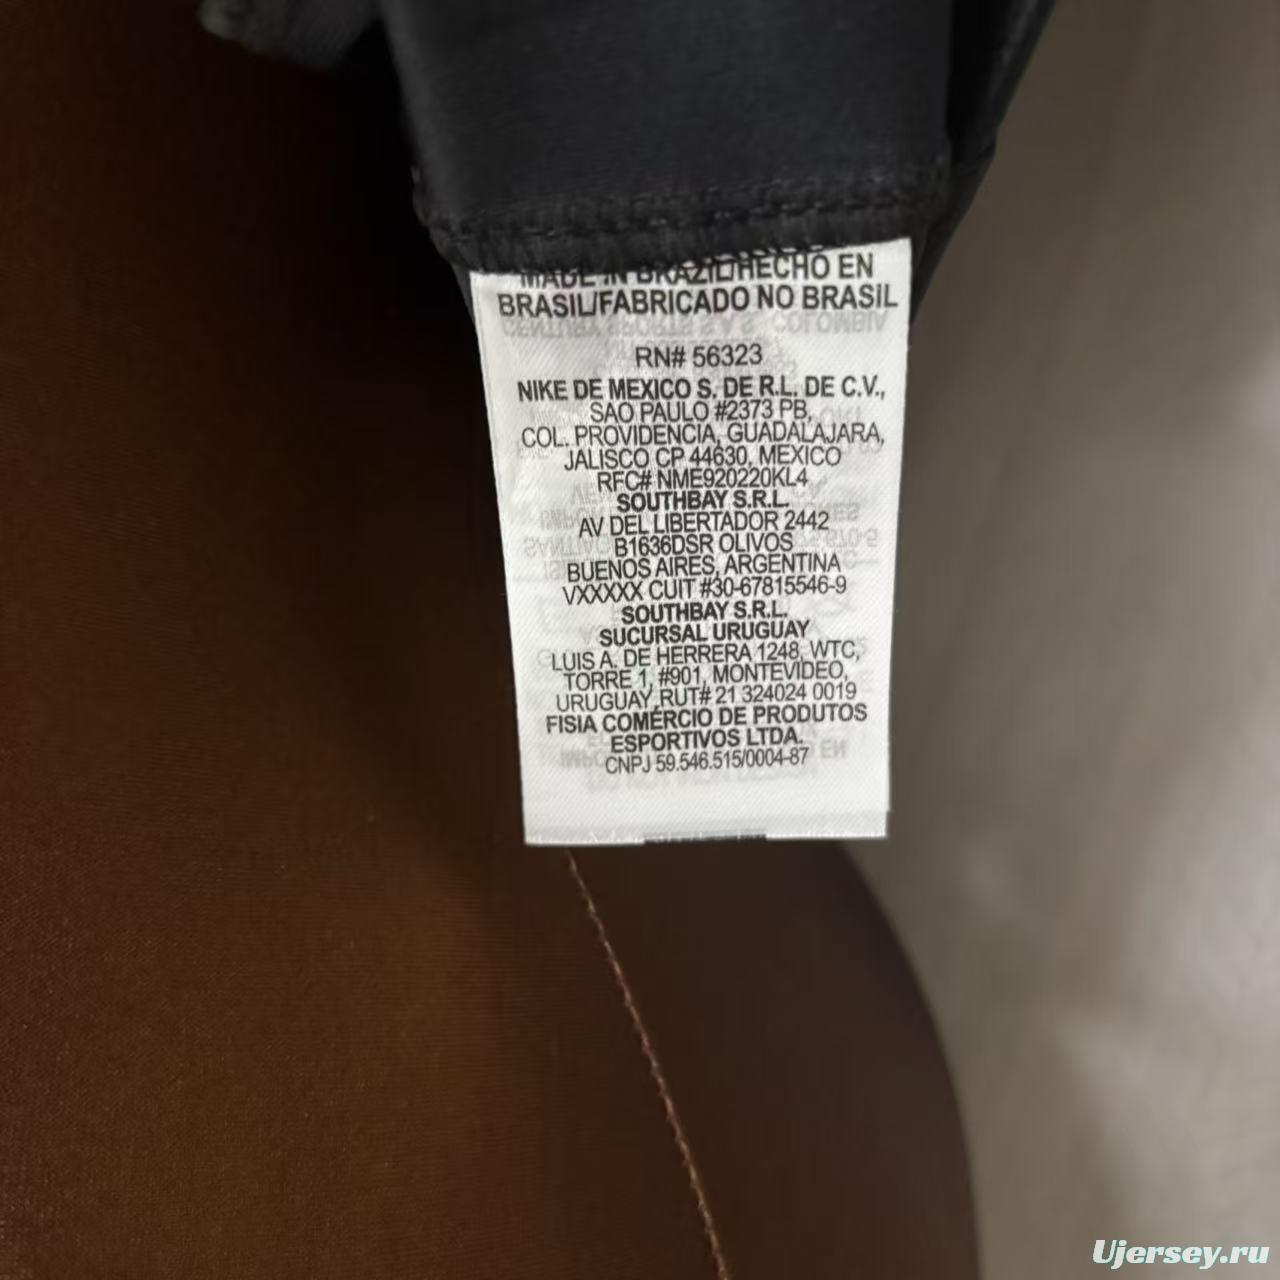 MADE IN BRAZIL/HECHO EN
BRASIL/FABRICADO NO BRASIL
RN# 56323
NIKE DE MEXICO S. DE R.L. DE C.V.,
SAO PAULO #2373 PB,
COL. PROVIDENCIA, GUADALAJARA,
JALISCO CP 44630, MEXICO
RFC# NME920220KL4
SOUTHBAY S.R.L.
AV DEL LIBERTADOR 2442
B1636DSR OLIVOS
BUENOS AIRES, ARGENTINA
VXXXXX CUIT #30-67815546-9
SOUTHBAY S.R.L.
SUCURSAL URUGUAY
LUIS A. DE HERRERA 1248, WTC,
TORRE 1, #901, MONTEVIDEO,
URUGUAY RUT# 21 324024 0019
FISIA COMÉRCIO DE PRODUTOS
ESPORTIVOS LTDA.
CNPJ 59.546.515/0004-87
Ujersey.ru